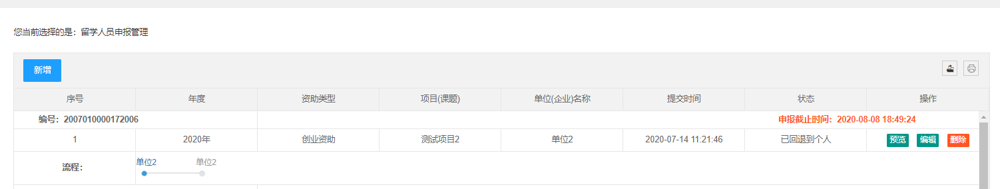 您当前选择的是：留学人员申报管理
新增
序号 年度 资助类型 项目(课题) 单位(企业)名称 提交时间 状态 操作
编号：2007010000172006 申报截止时间：2020-08-08 18:49:24
1 2020年 创业资助 测试项目2 单位2 2020-07-14 11:21:46 已回退到个人 预览 编辑 删除
流程： 单位2 单位2